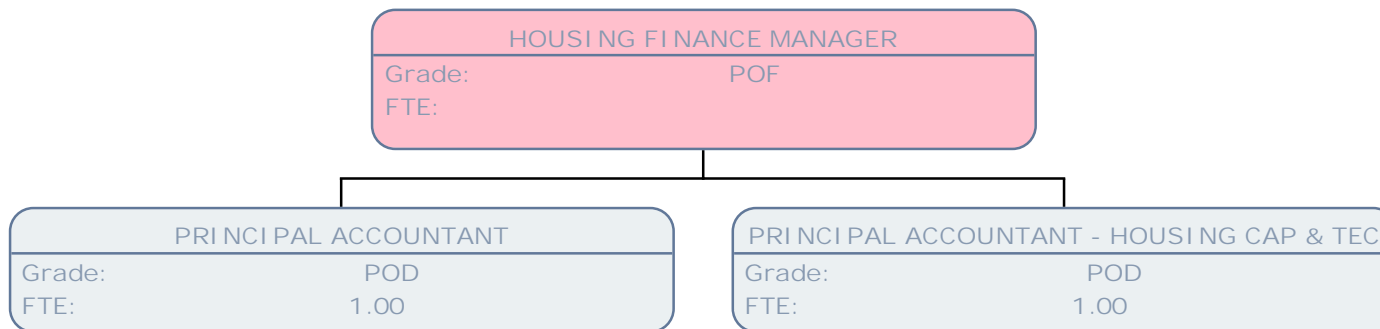 HOUSING FINANCE MANAGER
Grade: POF
FTE:
PRINCIPAL ACCOUNTANT
Grade: POD
FTE: 1.00
PRINCIPAL ACCOUNTANT - HOUSING CAP & TEC
Grade: POD
FTE: 1.00